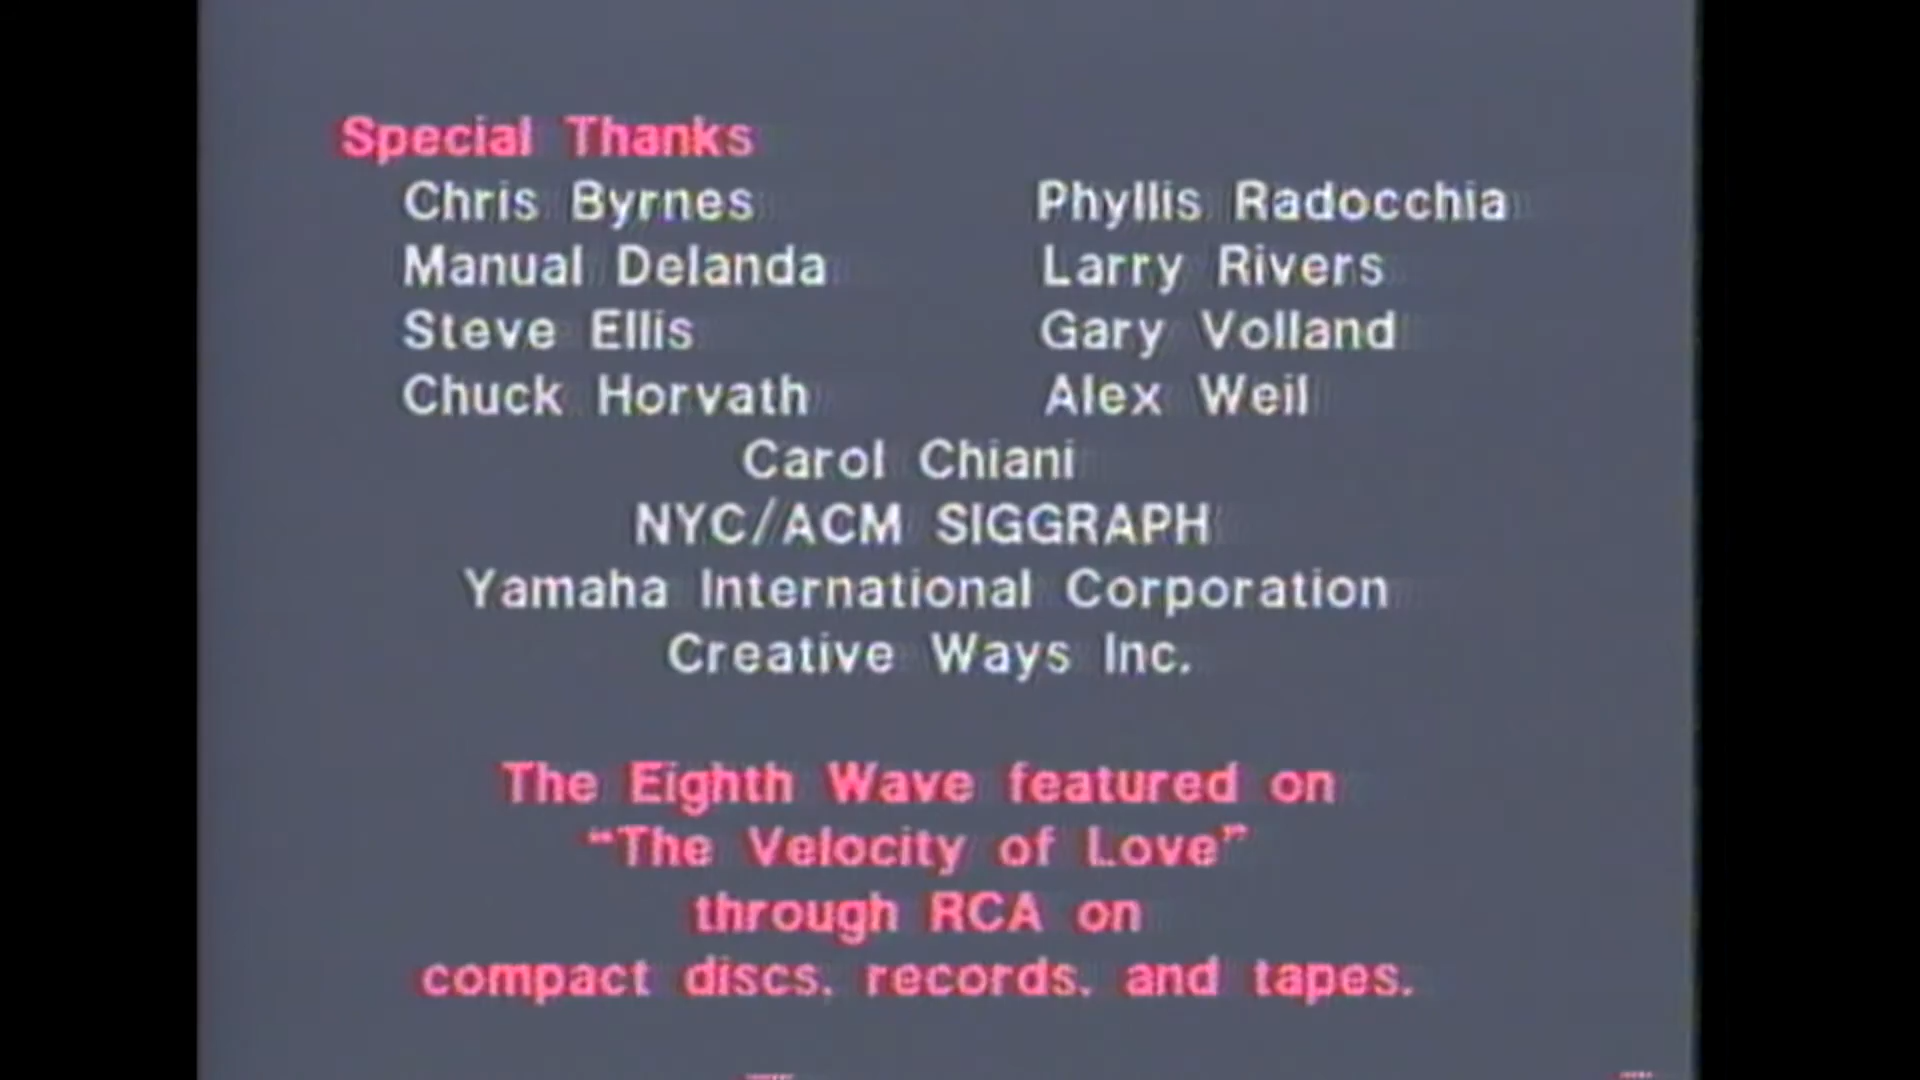 Special Thanks
Chris Byrnes Phyllis Radocchia
Manual Delanda Larry Rivers
Steve Ellis Gary Volland
Chuck Horvath Alex Weil
Carol Chiani
NYC/ACM SIGGRAPH
Yamaha International Corporation
Creative Ways Inc.
The Eighth Wave featured on
“The Velocity of Love”
through RCA on
compact discs, records, and tapes.